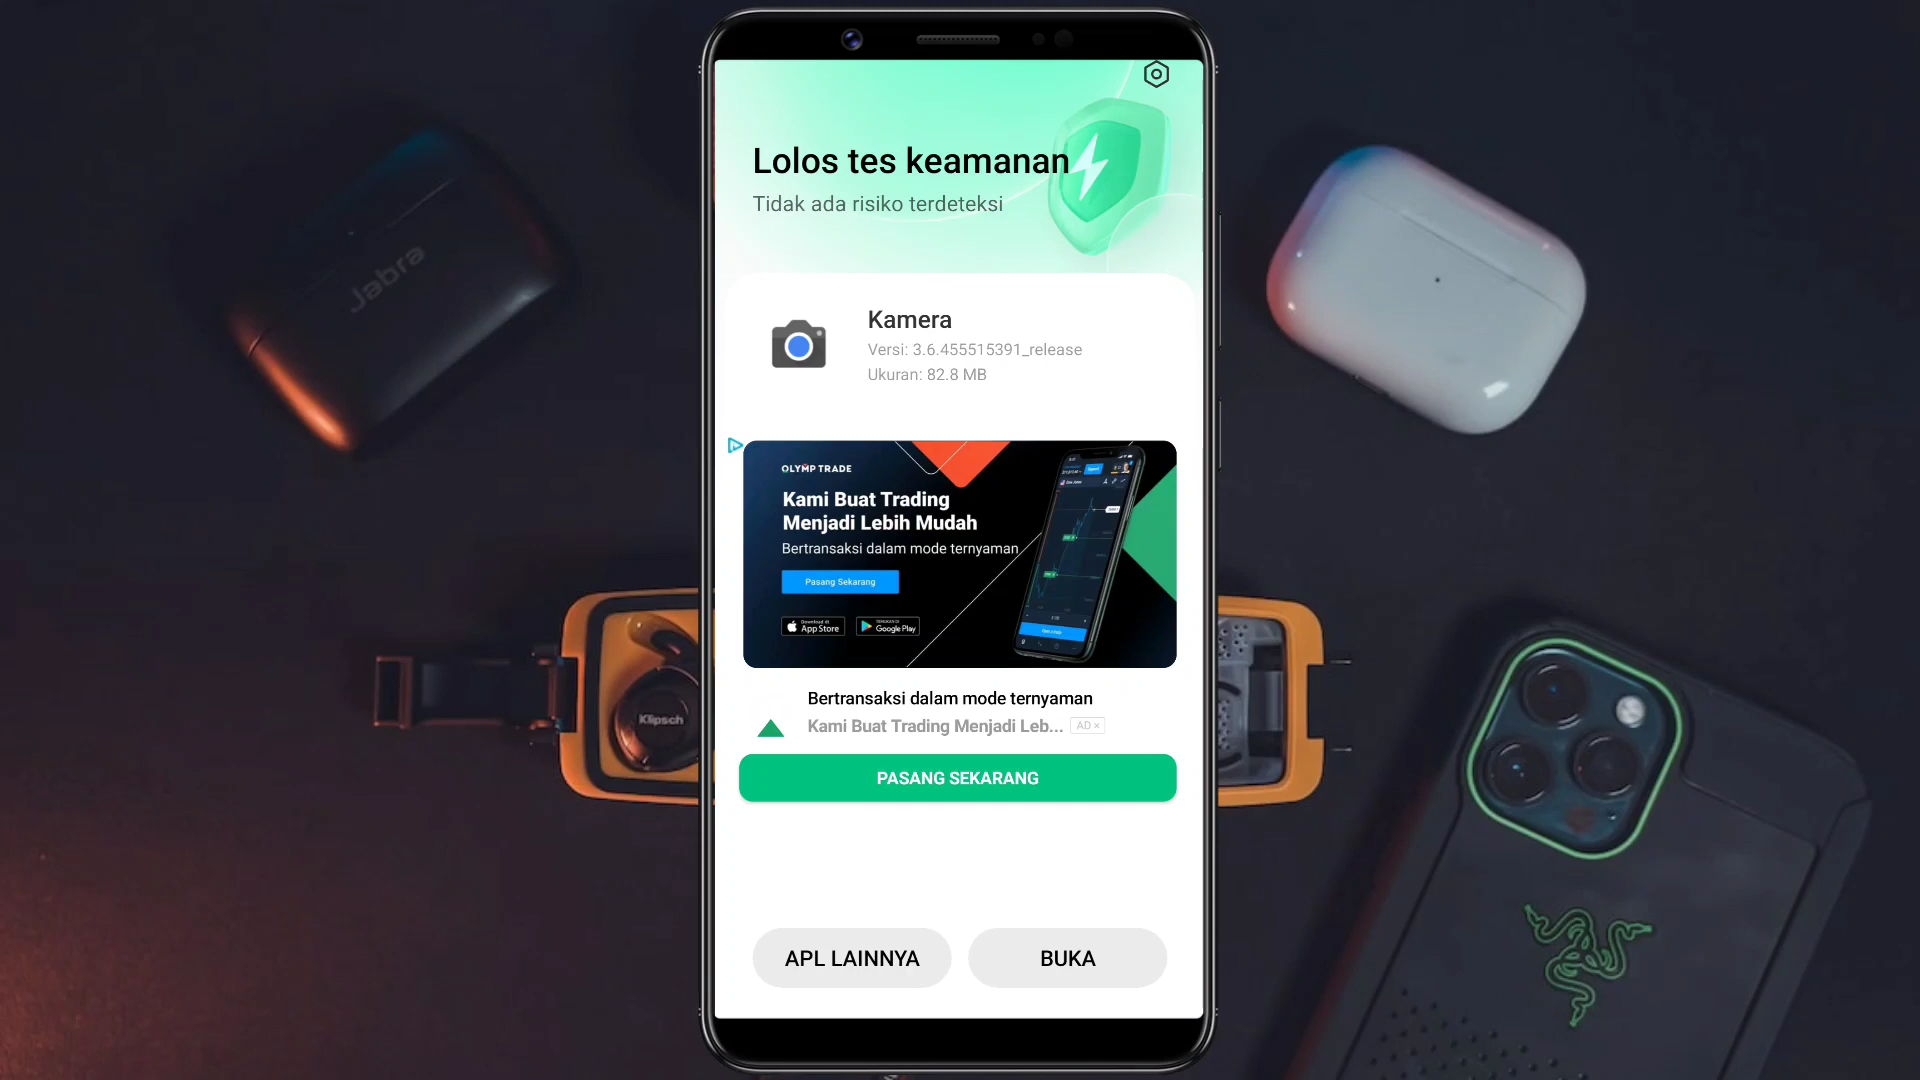 Lolos tes keamanan
Tidak ada risiko terdeteksi
Jabra
Kamera
Versi: 3.6.455515391_release
Ukuran: 82.8 MB
OLYMP TRADE
Kami Buat Trading
Menjadi Lebih Mudah
Bertransaksi dalam mode ternyaman
Pasang Sekarang
App Store
Google Play
Bertransaksi dalam mode ternyaman
Kami Buat Trading Menjadi Leb... AD ×
Klipsch
PASANG SEKARANG
APL LAINNYA
BUKA